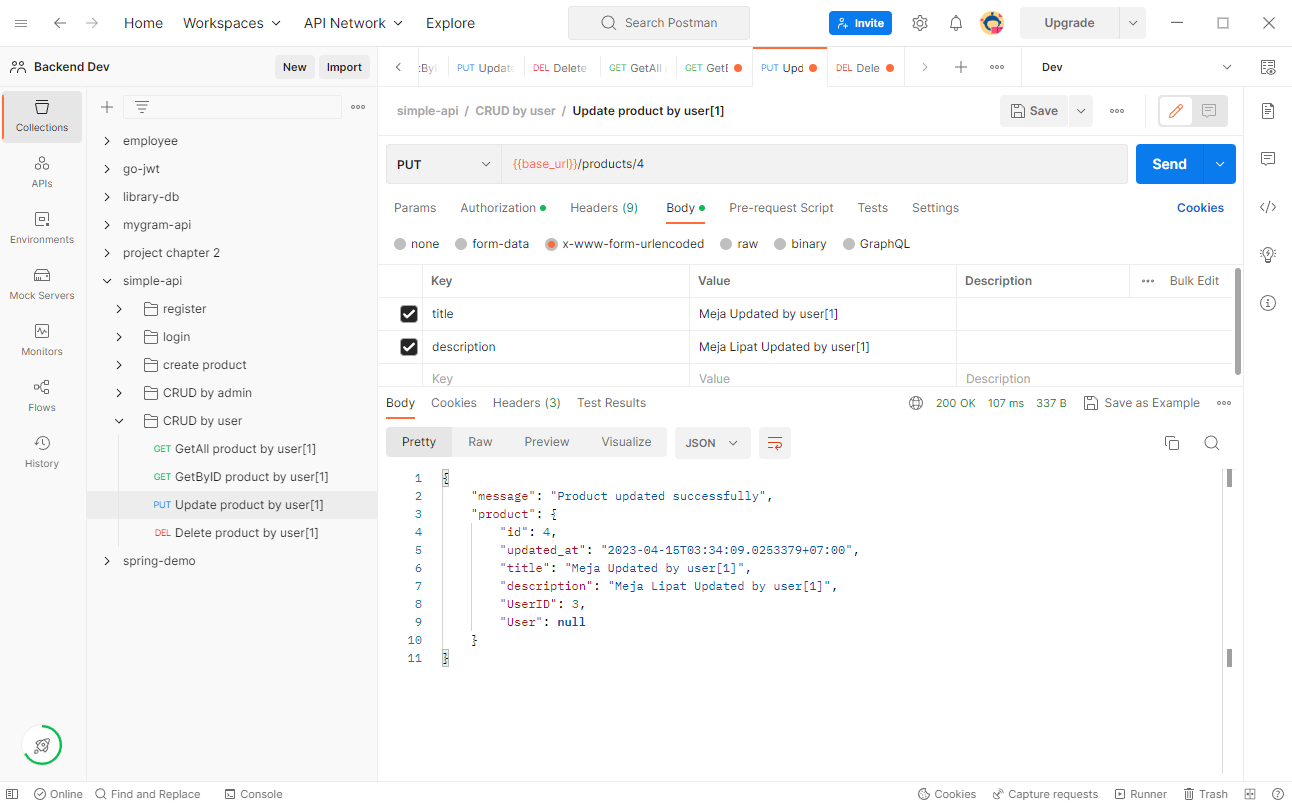 Home Workspaces API Network Explore Search Postman Invite Upgrade
Backend Dev New Import PUT Update DEL Delete GET GetAll GET PUT Upd DEL Dele Dev
simple-api / CRUD by user / Update product by user[1] Save
Collections
APIs
Environments
Mock Servers
Monitors
Flows
History
employee
go-jwt
library-db
mygram-api
project chapter 2
simple-api
register
login
create product
CRUD by admin
CRUD by user
GET GetAll product by user[1]
GET GetByID product by user[1]
PUT Update product by user[1]
DEL Delete product by user[1]
spring-demo
PUT {{base_url}}/products/4 Send
Params Authorization Headers (9) Body Pre-request Script Tests Settings Cookies
none form-data x-www-form-urlencoded raw binary GraphQL
Key Value Description Bulk Edit
title Meja Updated by user[1]
description Meja Lipat Updated by user[1]
Key Value Description
Body Cookies Headers (3) Test Results 200 OK 107 ms 337 B Save as Example
Pretty Raw Preview Visualize JSON
1 {
2 "message": "Product updated successfully",
3 "product": {
4 "id": 4,
5 "updated_at": "2023-04-15T03:34:09.0253379+07:00",
6 "title": "Meja Updated by user[1]",
7 "description": "Meja Lipat Updated by user[1]",
8 "UserID": 3,
9 "User": null
10 }
11 }
Online Find and Replace Console Cookies Capture requests Runner Trash